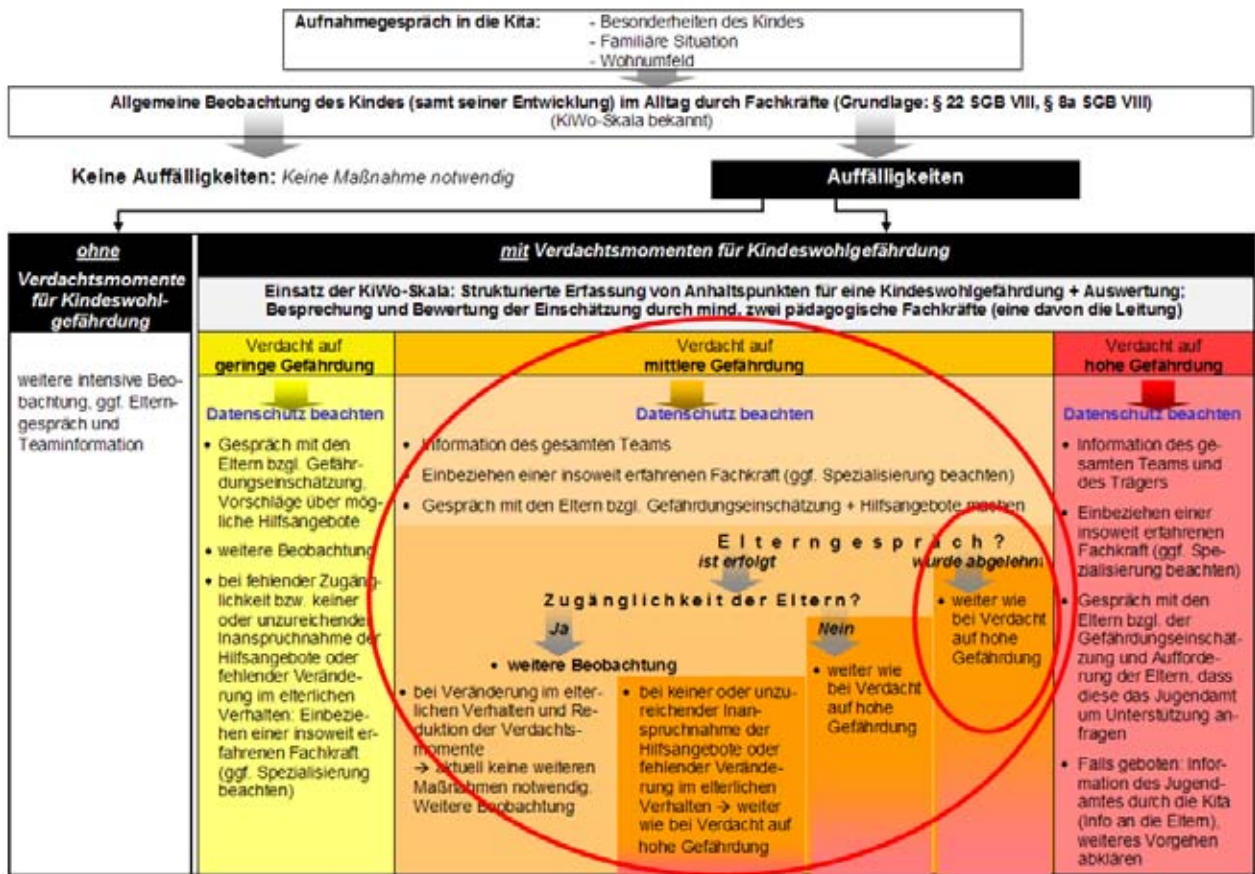 Aufnahmegespräch in die Kita:
- Besonderheiten des Kindes
- Familiäre Situation
- Wohnumfeld
Allgemeine Beobachtung des Kindes (samt seiner Entwicklung) im Alltag durch Fachkräfte (Grundlage: § 22 SGB VIII, § 8a SGB VIII)
(KiWo-Skala bekannt)
Keine Auffälligkeiten: Keine Maßnahme notwendig
Auffälligkeiten
ohne
Verdachtsmomente
für Kindeswohl-
gefährdung
weitere intensive Beo-
bachtung, ggf. Eltern-
gespräch und
Teaminformation
mit Verdachtsmomenten für Kindeswohlgefährdung
Einsatz der KiWo-Skala: Strukturierte Erfassung von Anhaltspunkten für eine Kindeswohlgefährdung + Auswertung;
Besprechung und Bewertung der Einschätzung durch mind. zwei pädagogische Fachkräfte (eine davon die Leitung)
Verdacht auf
geringe Gefährdung
Datenschutz beachten
• Gespräch mit den
Eltern bzgl. Gefähr-
dungseinschätzung,
Vorschläge über mög-
liche Hilfsangebote
• weitere Beobachtung
• bei fehlender Zugäng-
lichkeit bzw. keiner
oder unzureichender
Inanspruchnahme der
Hilfsangebote oder
fehlender Verände-
rung im elterlichen
Verhalten: Einbezie-
hen einer insoweit er-
fahrenen Fachkraft
(ggf. Spezialisierung
beachten)
Verdacht auf
mittlere Gefährdung
Datenschutz beachten
• Information des gesamten Teams
• Einbeziehen einer insoweit erfahrenen Fachkraft (ggf. Spezialisierung beachten)
• Gespräch mit den Eltern bzgl. Gefährdungseinschätzung + Hilfsangebote machen
Elterngespräch?
ist erfolgt
wurde abgelehnt
Zugänglichkeit der Eltern?
Ja
Nein
• weitere Beobachtung
• bei Veränderung im elter-
lichen Verhalten und Re-
duktion der Verdachts-
momente
→ aktuell keine weiteren
Maßnahmen notwendig.
Weitere Beobachtung
• bei keiner oder unzu-
reichender Inan-
spruchnahme der
Hilfsangebote oder
fehlender Verände-
rung im elterlichen
Verhalten → weiter
wie bei Verdacht auf
hohe Gefährdung
• weiter wie
bei Verdacht
auf hohe
Gefährdung
• weiter wie
bei Verdacht
auf hohe
Gefährdung
Verdacht auf
hohe Gefährdung
Datenschutz beachten
• Information des ge-
samten Teams und
des Trägers
• Einbeziehen einer
insoweit erfahrenen
Fachkraft (ggf. Spe-
zialisierung beachten)
• Gespräch mit den
Eltern bzgl. der
Gefährdungseinschät-
zung und Aufforde-
rung der Eltern, dass
diese das Jugendamt
um Unterstützung an-
fragen
• Falls geboten: Infor-
mation des Jugend-
amtes durch die Kita
(Info an die Eltern),
weiteres Vorgehen
abklären